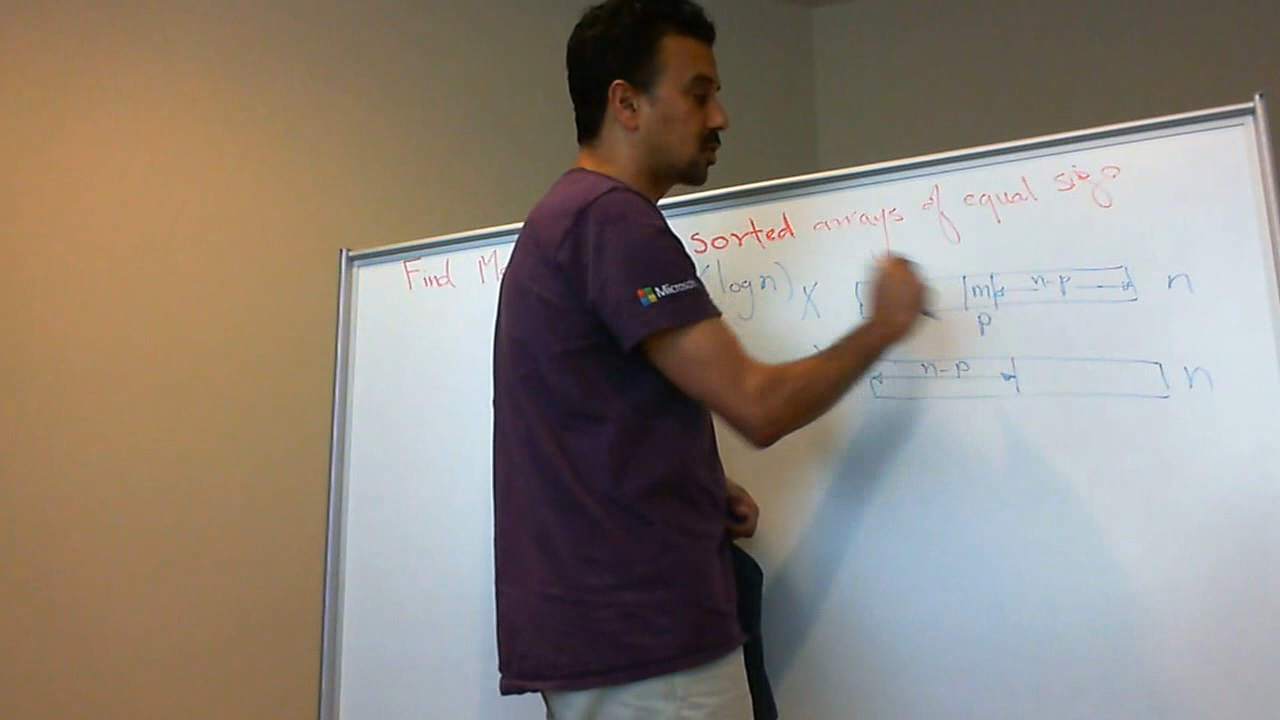 Find sorted arrays of equal size
(log n) X m n-p n
p
n-p n
Microsoft